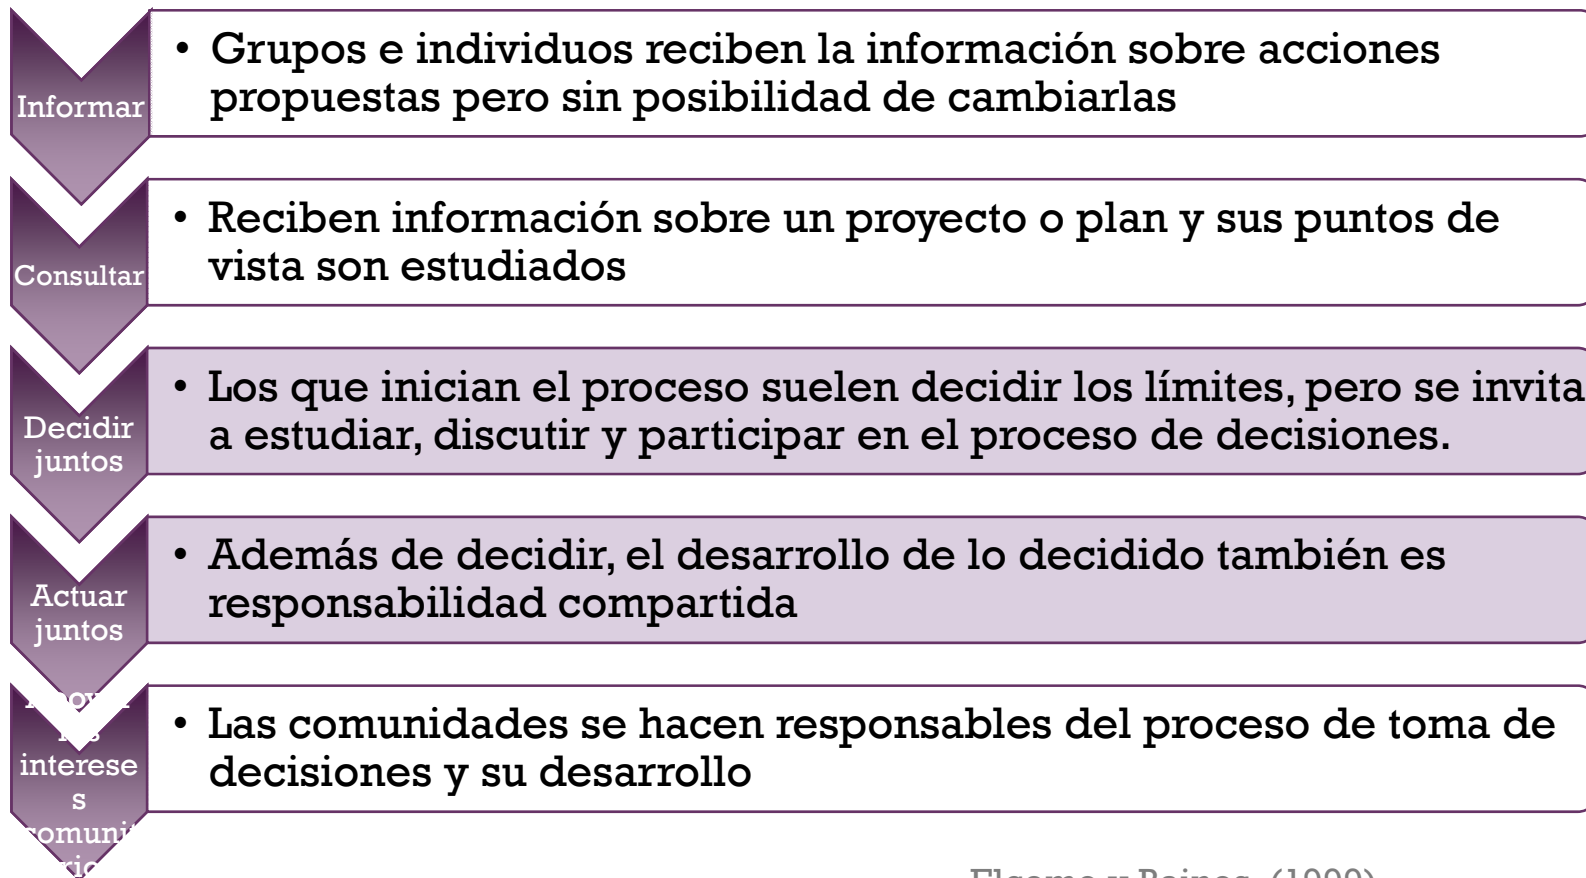 Informar
• Grupos e individuos reciben la información sobre acciones
propuestas pero sin posibilidad de cambiarlas
Consultar
• Reciben información sobre un proyecto o plan y sus puntos de
vista son estudiados
Decidir
juntos
• Los que inician el proceso suelen decidir los límites, pero se invita
a estudiar, discutir y participar en el proceso de decisiones.
Actuar
juntos
• Además de decidir, el desarrollo de lo decidido también es
responsabilidad compartida
interese
s
• Las comunidades se hacen responsables del proceso de toma de
decisiones y su desarrollo
(1999)